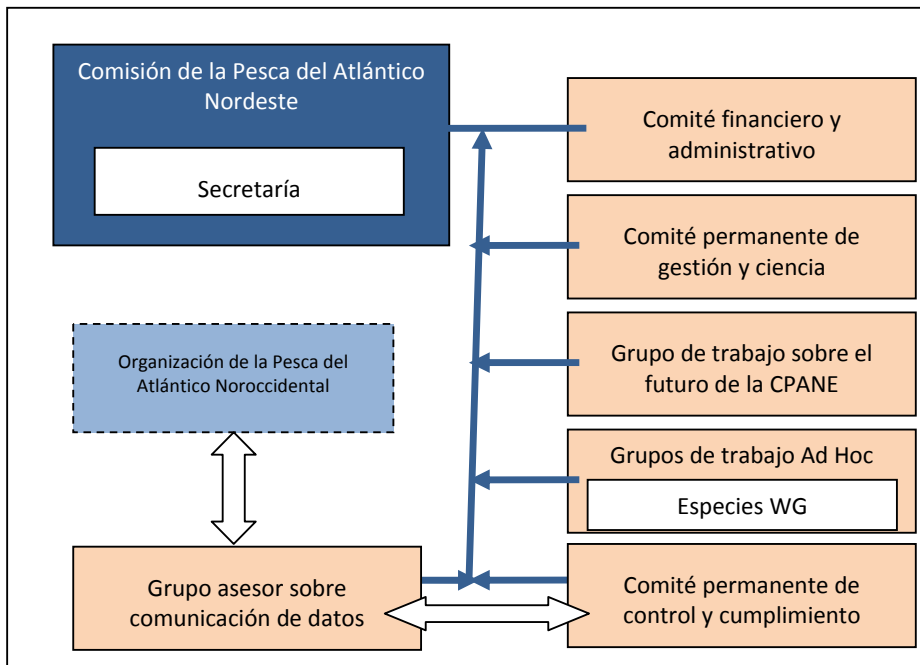 Comisión de la Pesca del Atlántico
Nordeste
Secretaría
Comité financiero y
administrativo
Comité permanente de
gestión y ciencia
Organización de la Pesca del
Atlántico Noroccidental
Grupo de trabajo sobre el
futuro de la CPANE
Grupos de trabajo Ad Hoc
Especies WG
Grupo asesor sobre
comunicación de datos
Comité permanente de
control y cumplimiento